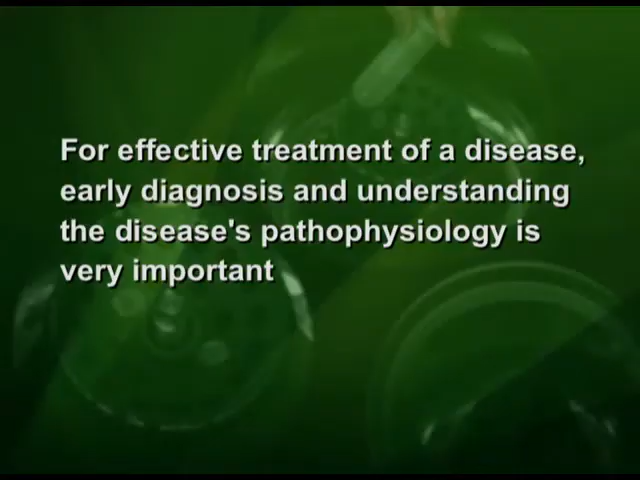 For effective treatment of a disease,
early diagnosis and understanding
the disease's pathophysiology is
very important